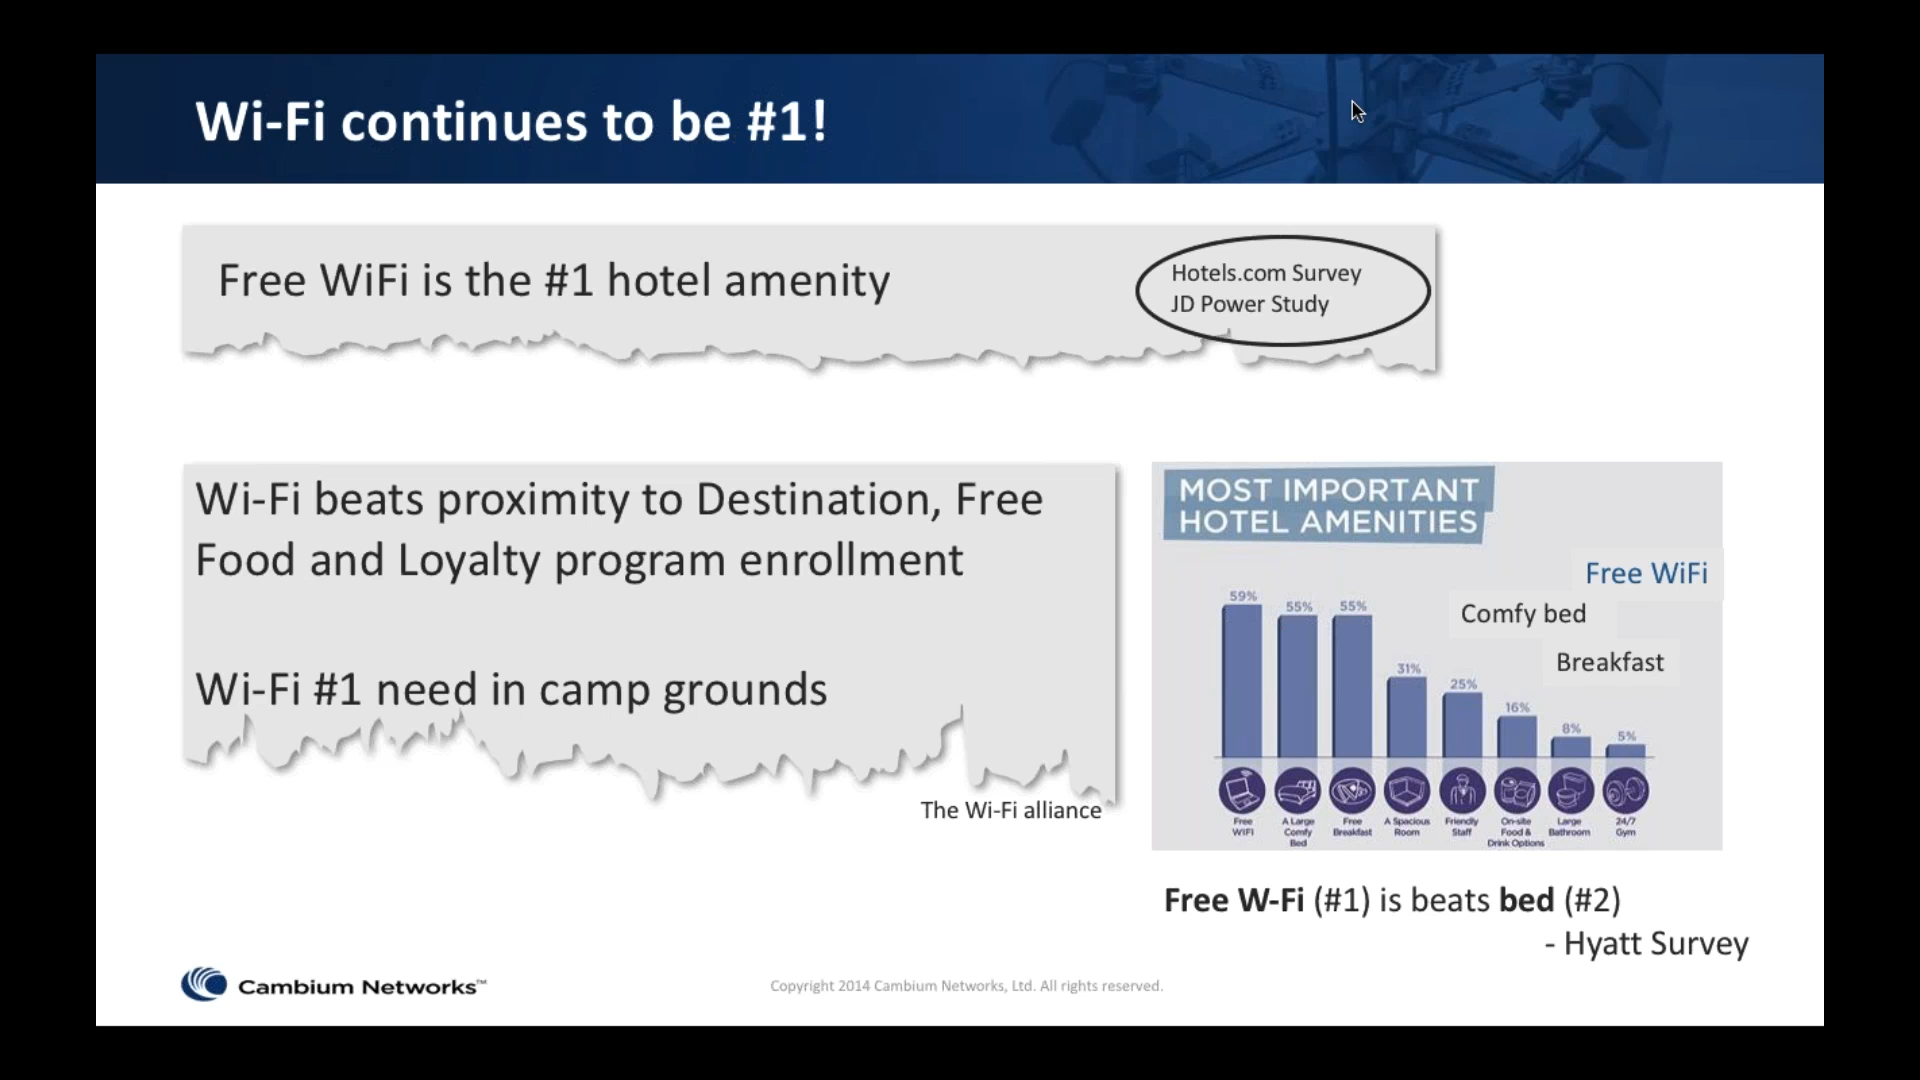 Wi-Fi continues to be #1!
Free WiFi is the #1 hotel amenity
Hotels.com Survey
JD Power Study
Wi-Fi beats proximity to Destination, Free
Food and Loyalty program enrollment
Wi-Fi #1 need in camp grounds
The Wi-Fi alliance
MOST IMPORTANT
HOTEL AMENITIES
Free WiFi
Comfy bed
Breakfast
59%
55%
55%
31%
25%
16%
8%
5%
Free
WIFI
A Large
Comfy
Bed
Free
Breakfast
A Spacious
Room
Friendly
Staff
On-site
Food &
Drink Options
Large
Bathroom
24/7
Gym
Free W-Fi (#1) is beats bed (#2)
- Hyatt Survey
Cambium Networks™
Copyright 2014 Cambium Networks, Ltd. All rights reserved.